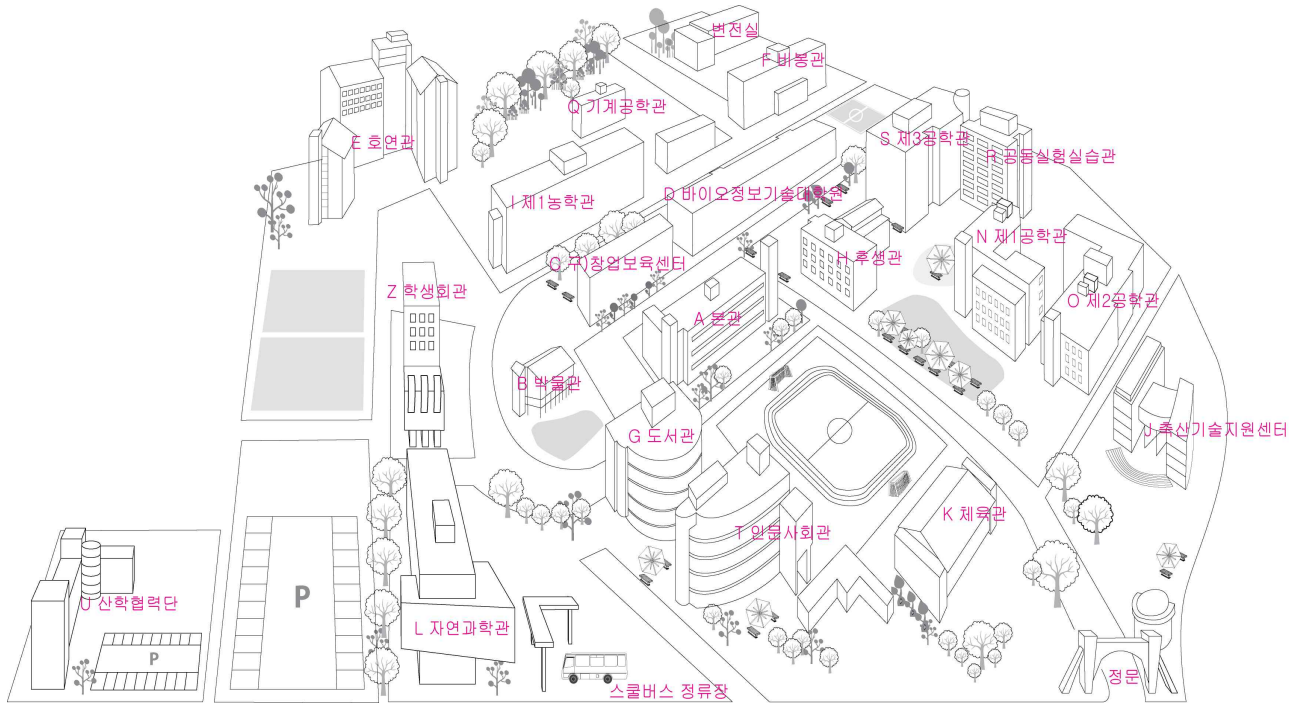 변전실
F 비봉관
Q 기계공학관
S 제3공학관
E 호연관
R 공동실험실습관
D 바이오정보기술대학원
I 제1농학관
N 제1공학관
H 후생관
C 구)창업보육센터
Z 학생회관
O 제2공학관
A 본관
B 박물관
J 축산기술지원센터
G 도서관
K 체육관
T 인문사회관
P
U 산학협력단
L 자연과학관
P
정문
스쿨버스 정류장